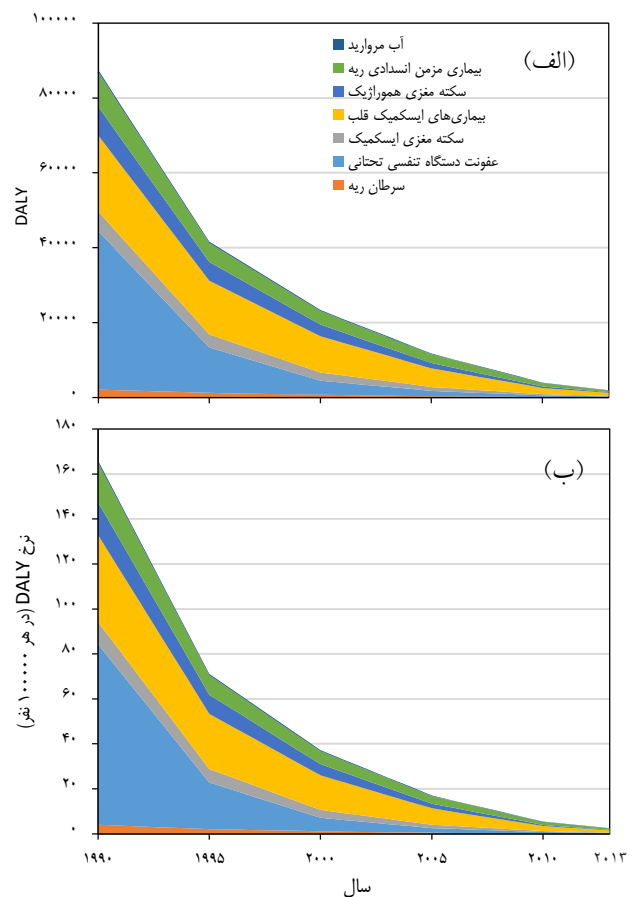 (الف)
آب مروارید
بیماری مزمن انسدادی ریه
سکته مغزی هموراژیک
بیماری‌های ایسکمیک قلب
سکته مغزی ایسکمیک
عفونت دستگاه تنفسی تحتانی
سرطان ریه
DALY
۱۰۰۰۰۰
۸۰۰۰۰
۶۰۰۰۰
۴۰۰۰۰
۲۰۰۰۰
۰
(ب)
نرخ DALY (در هر ۱۰۰۰۰۰ نفر)
۱۸۰
۱۶۰
۱۴۰
۱۲۰
۱۰۰
۸۰
۶۰
۴۰
۲۰
۰
۱۹۹۰ ۱۹۹۵ ۲۰۰۰ ۲۰۰۵ ۲۰۱۰ ۲۰۱۳
سال